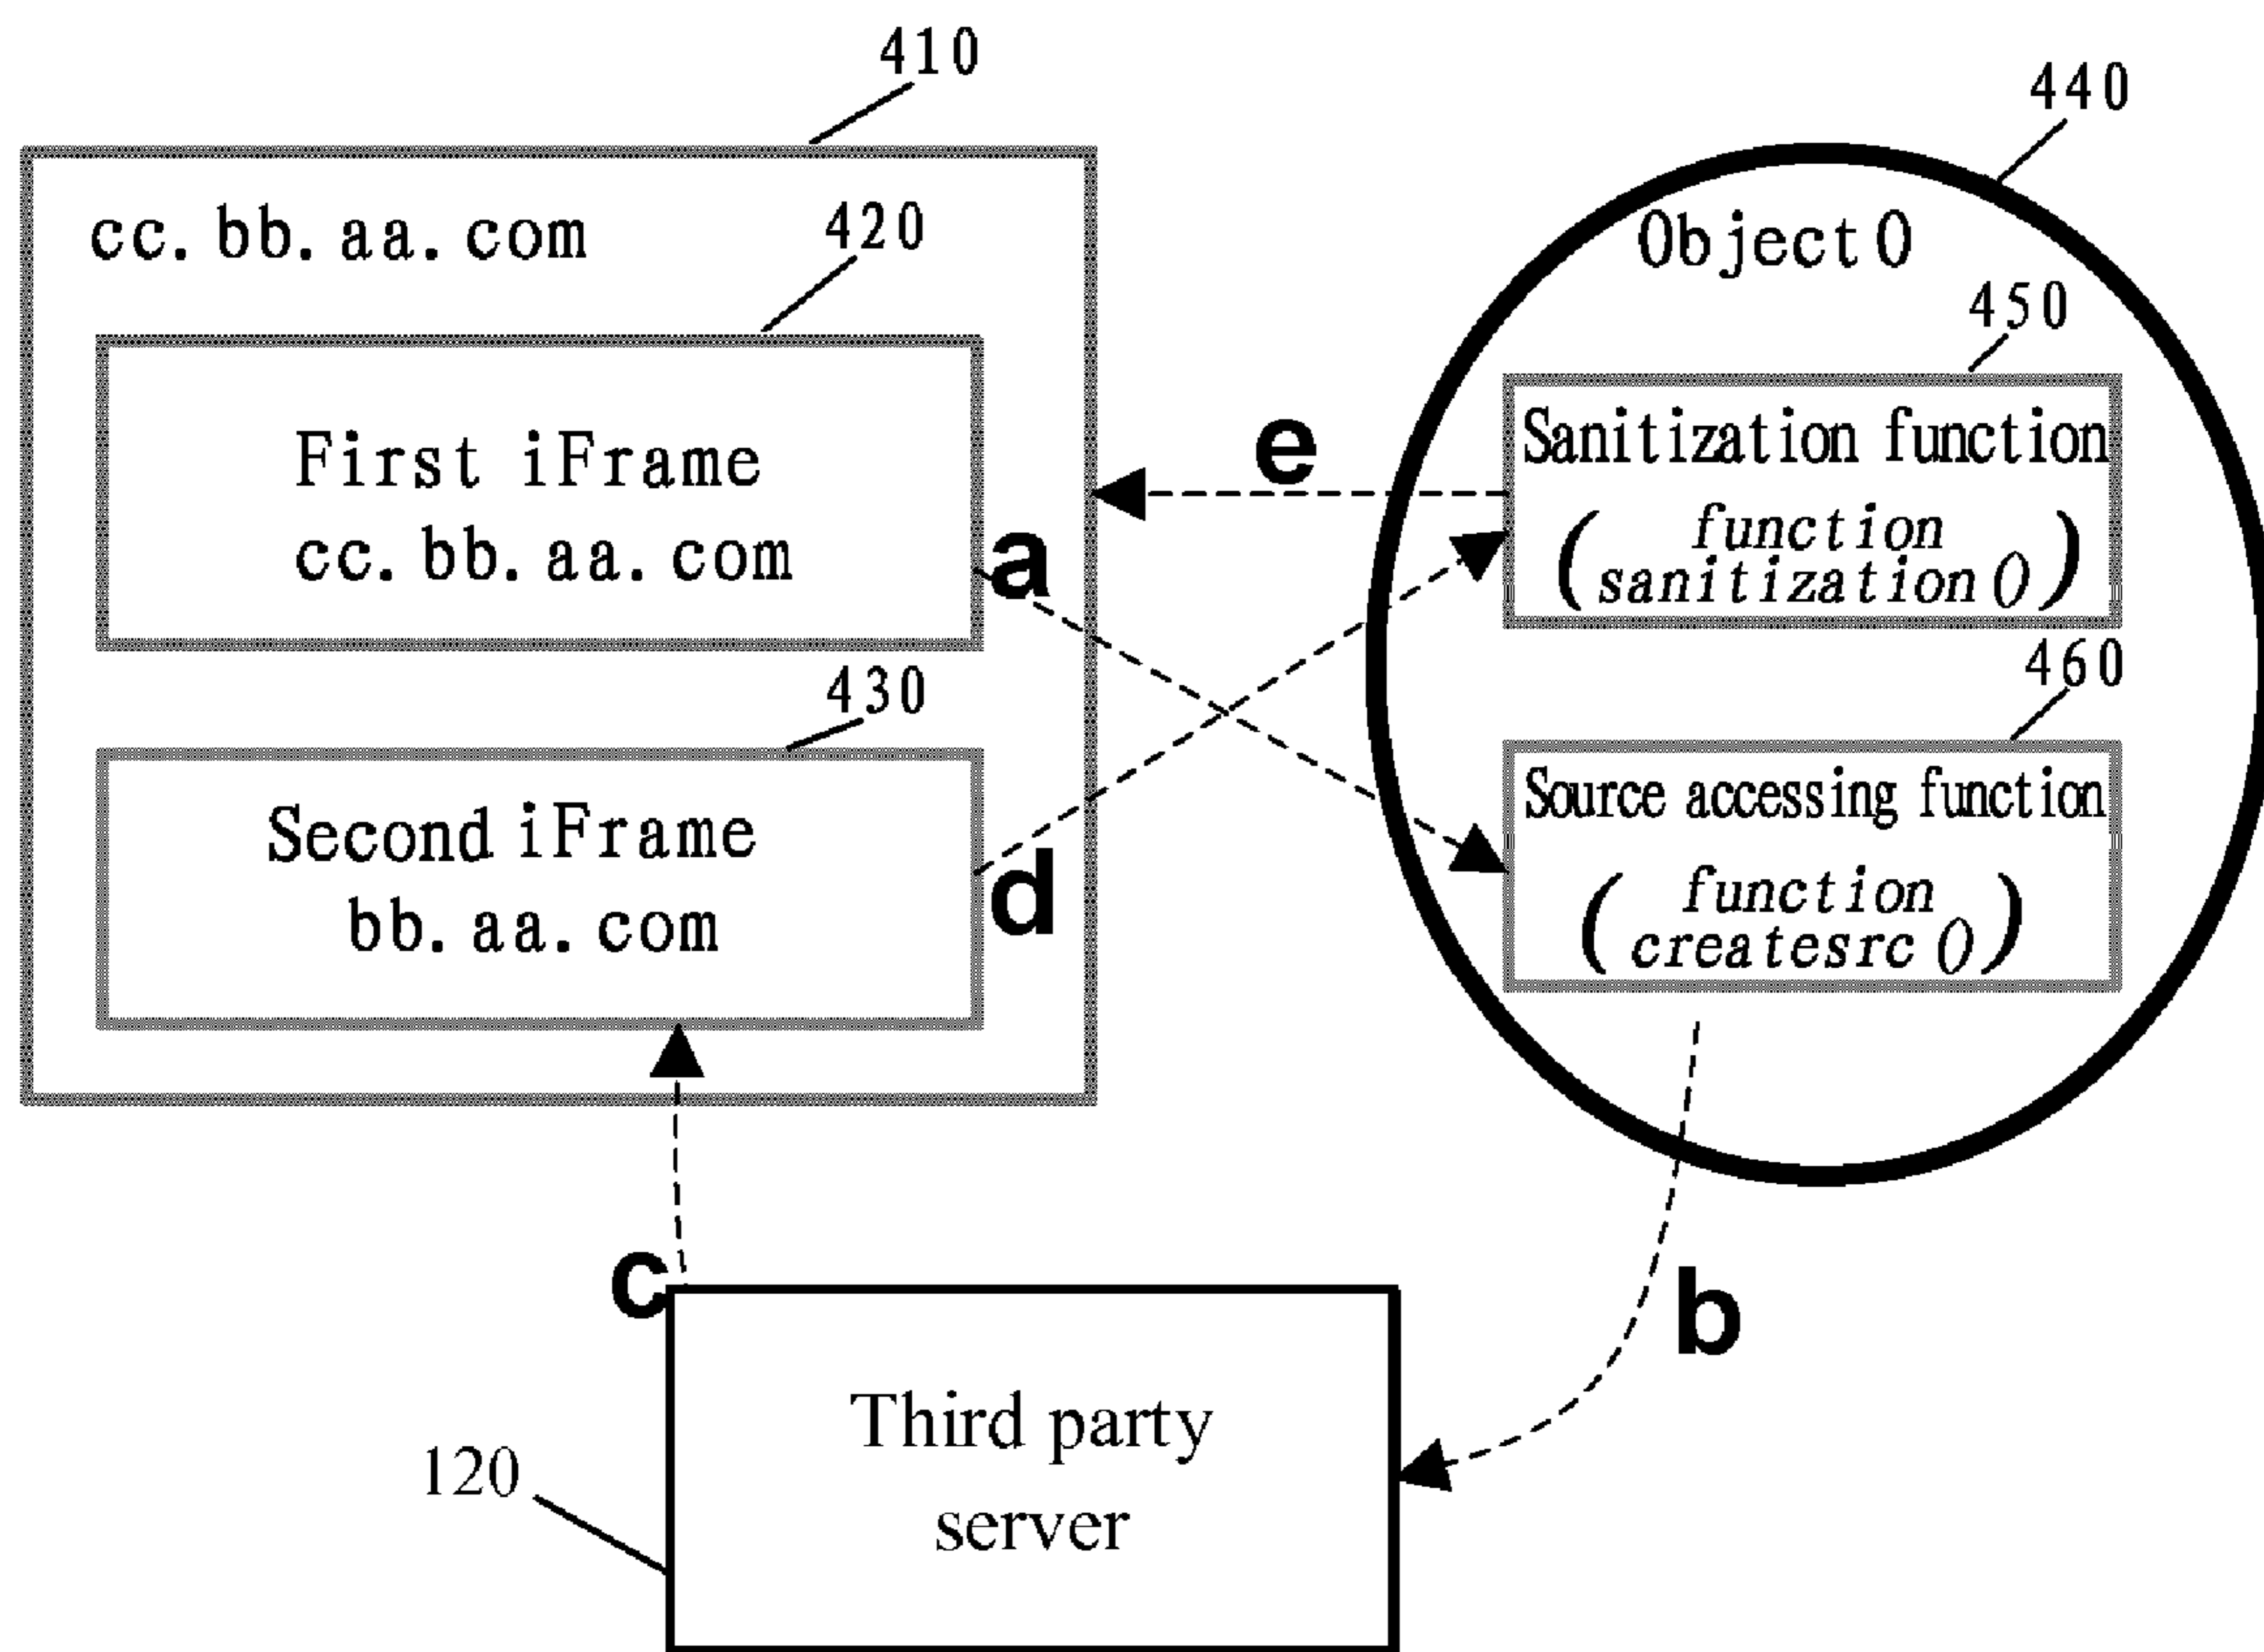 410
cc.bb.aa.com
420
First iFrame
cc.bb.aa.com
a
430
Second iFrame
bb.aa.com
d
e
440
Object0
450
Sanitization function
(function
sanitization())
460
Source accessing function
(function
createsrc())
c
b
Third party
server
120